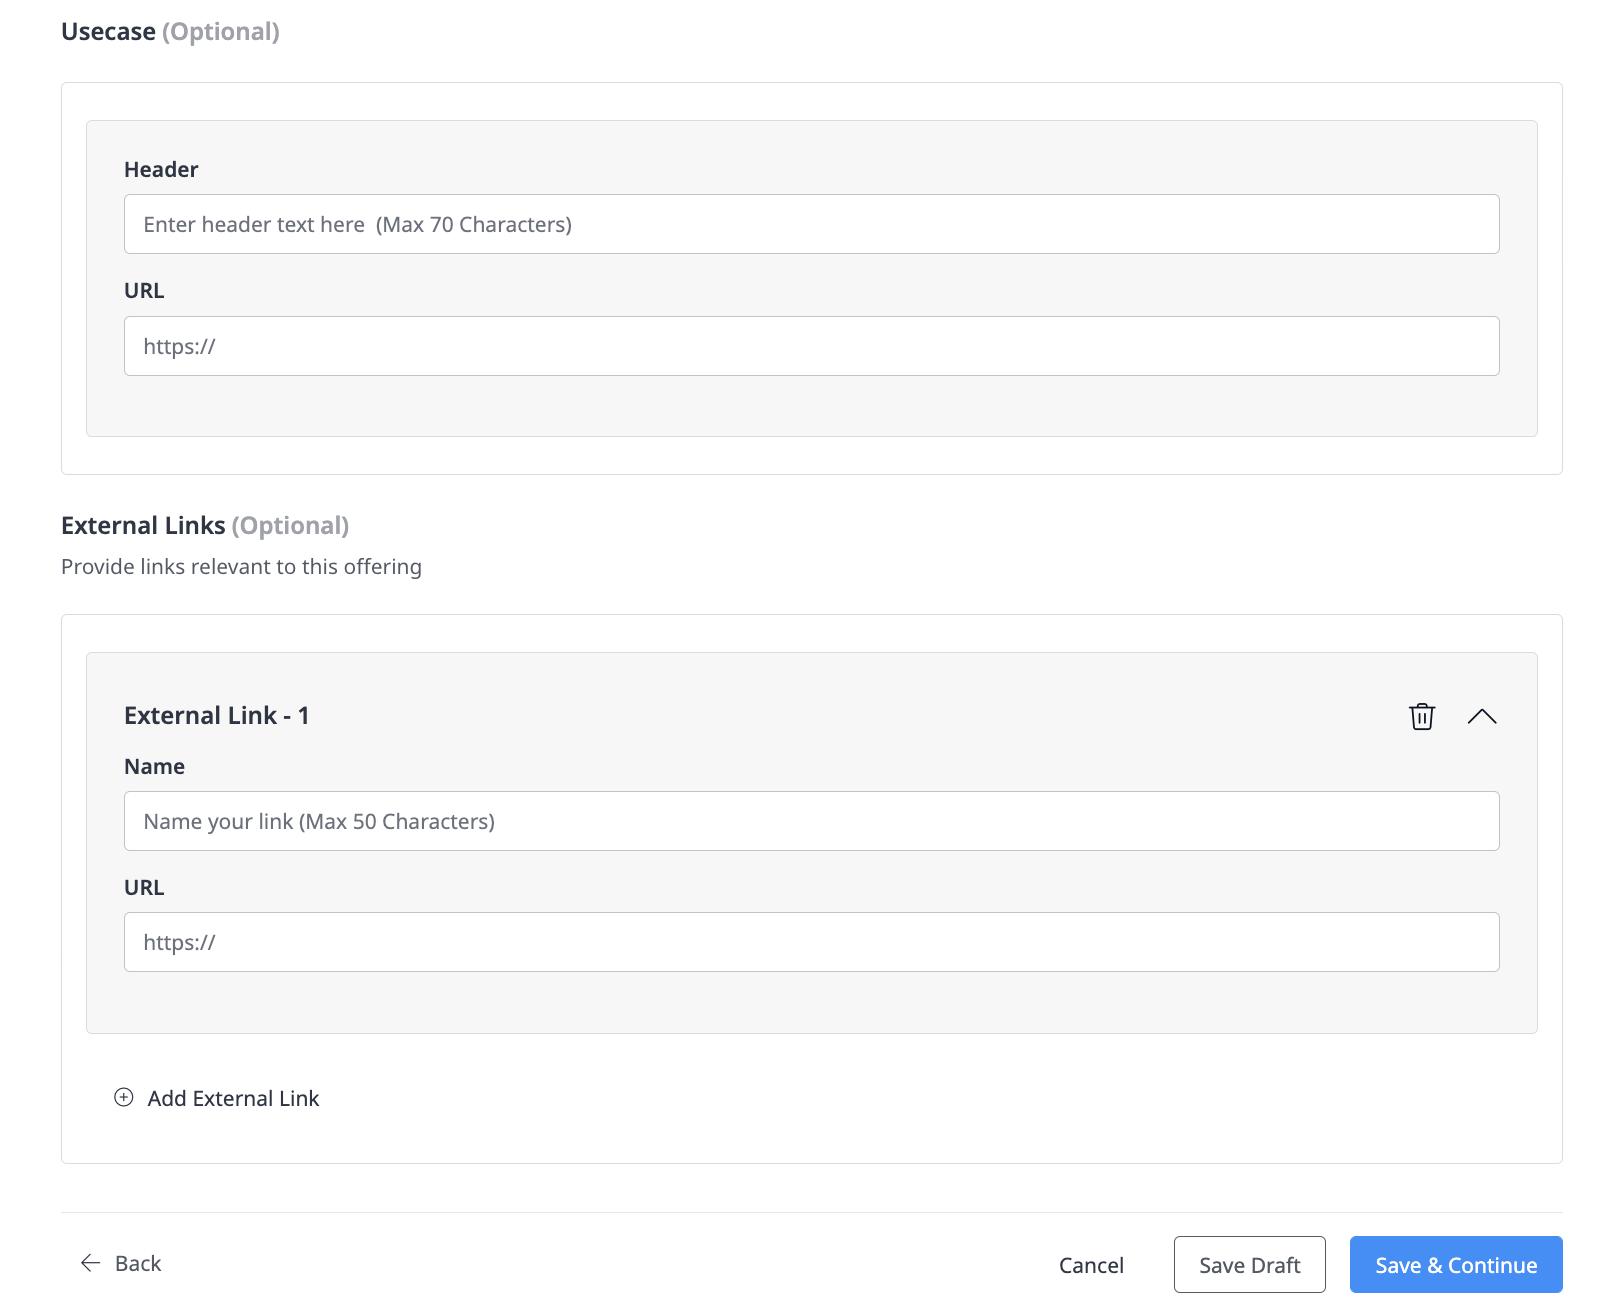 Usecase (Optional)
Header
Enter header text here  (Max 70 Characters)
URL
https://
External Links (Optional)
Provide links relevant to this offering
External Link - 1
Name
Name your link (Max 50 Characters)
URL
https://
Add External Link
Back
Cancel
Save Draft
Save & Continue